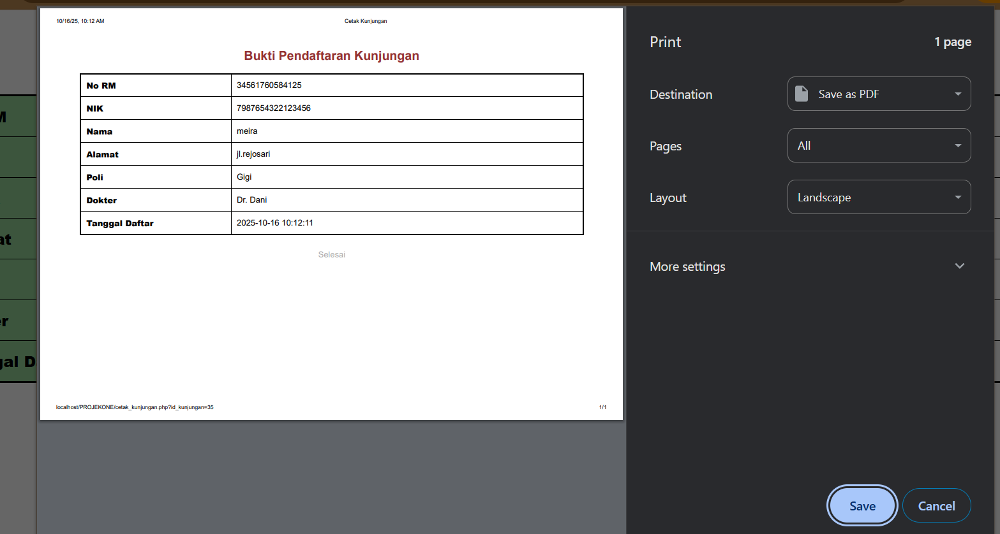 10/16/25, 10:12 AM Cetak Kunjungan
Bukti Pendaftaran Kunjungan
No RM 34561760584125
NIK 7987654322123456
Nama meira
Alamat jl.rejosari
Poli Gigi
Dokter Dr. Dani
Tanggal Daftar 2025-10-16 10:12:11
Selesai
localhost/PROJEKONE/cetak_kunjungan.php?id_kunjungan=35 1/1
M
at
er
gal D
Print 1 page
Destination Save as PDF
Pages All
Layout Landscape
More settings
Save Cancel